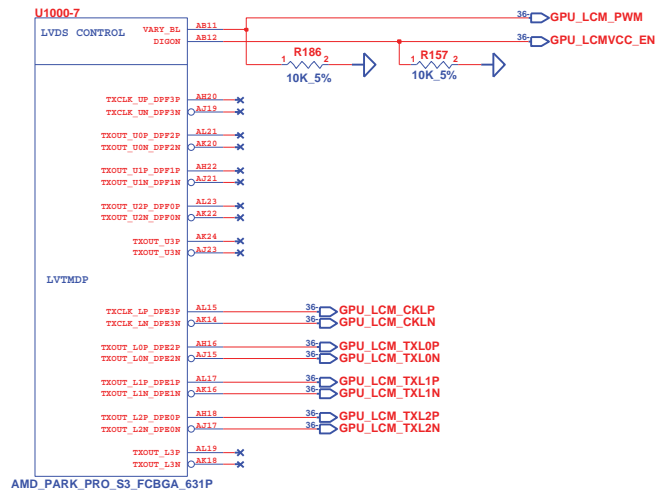 U1000-7
LVDS CONTROL
VARY_BL AB11 36 GPU_LCM_PWM
DIGON AB12 36 GPU_LCMVCC_EN
R186 R157
1 2 1 2
10K_5% 10K_5%
TXCLK_UP_DPF3P AH20
TXCLK_UN_DPF3N AJ19
TXOUT_U0P_DPF2P AL21
TXOUT_U0N_DPF2N AK20
TXOUT_U1P_DPF1P AH22
TXOUT_U1N_DPF1N AJ21
TXOUT_U2P_DPF0P AL23
TXOUT_U2N_DPF0N AK22
TXOUT_U3P AK24
TXOUT_U3N AJ23
LVTMDP
TXCLK_LP_DPE3P AL15 36 GPU_LCM_CKLP
TXCLK_LN_DPE3N AK14 36 GPU_LCM_CKLN
TXOUT_L0P_DPE2P AH16 36 GPU_LCM_TXL0P
TXOUT_L0N_DPE2N AJ15 36 GPU_LCM_TXL0N
TXOUT_L1P_DPE1P AL17 36 GPU_LCM_TXL1P
TXOUT_L1N_DPE1N AK16 36 GPU_LCM_TXL1N
TXOUT_L2P_DPE0P AH18 36 GPU_LCM_TXL2P
TXOUT_L2N_DPE0N AJ17 36 GPU_LCM_TXL2N
TXOUT_L3P AL19
TXOUT_L3N AK18
AMD_PARK_PRO_S3_FCBGA_631P